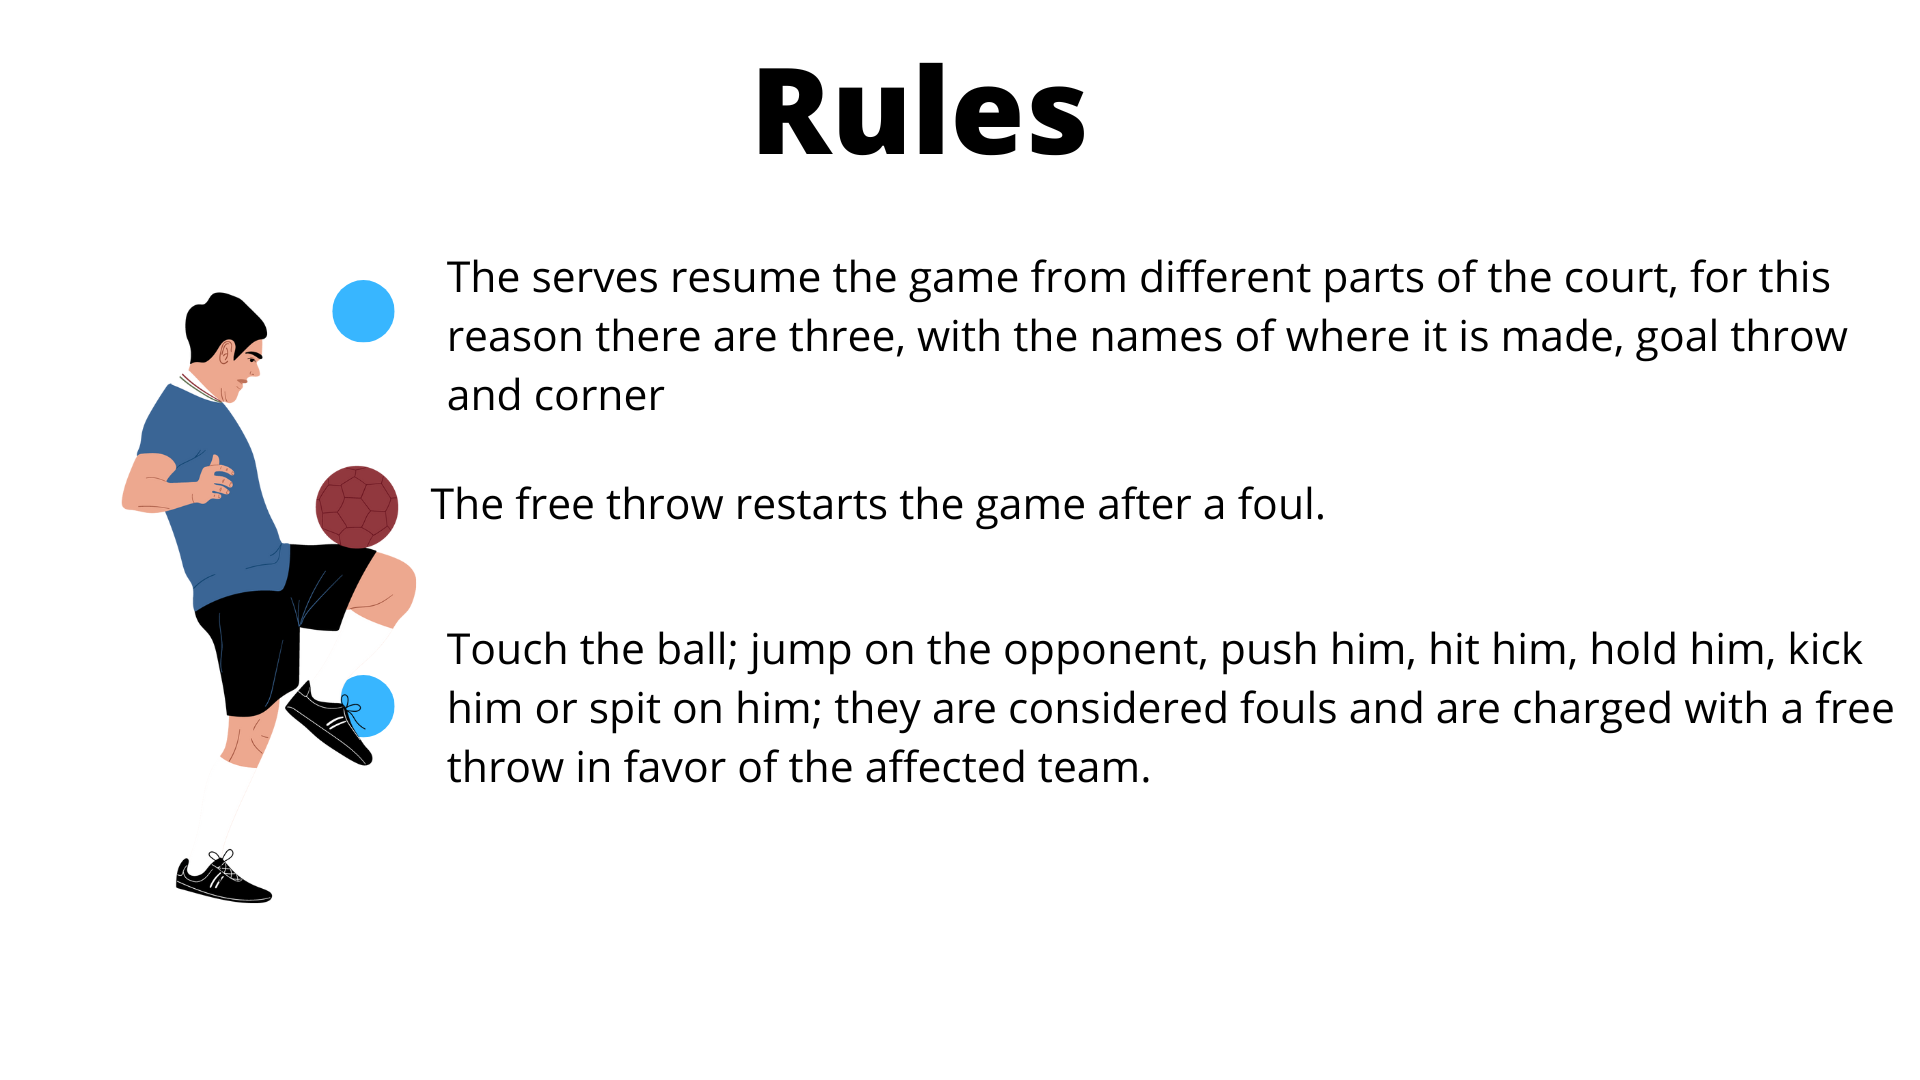 Rules
The serves resume the game from different parts of the court, for this
reason there are three, with the names of where it is made, goal throw
and corner
The free throw restarts the game after a foul.
Touch the ball; jump on the opponent, push him, hit him, hold him, kick
him or spit on him; they are considered fouls and are charged with a free
throw in favor of the affected team.